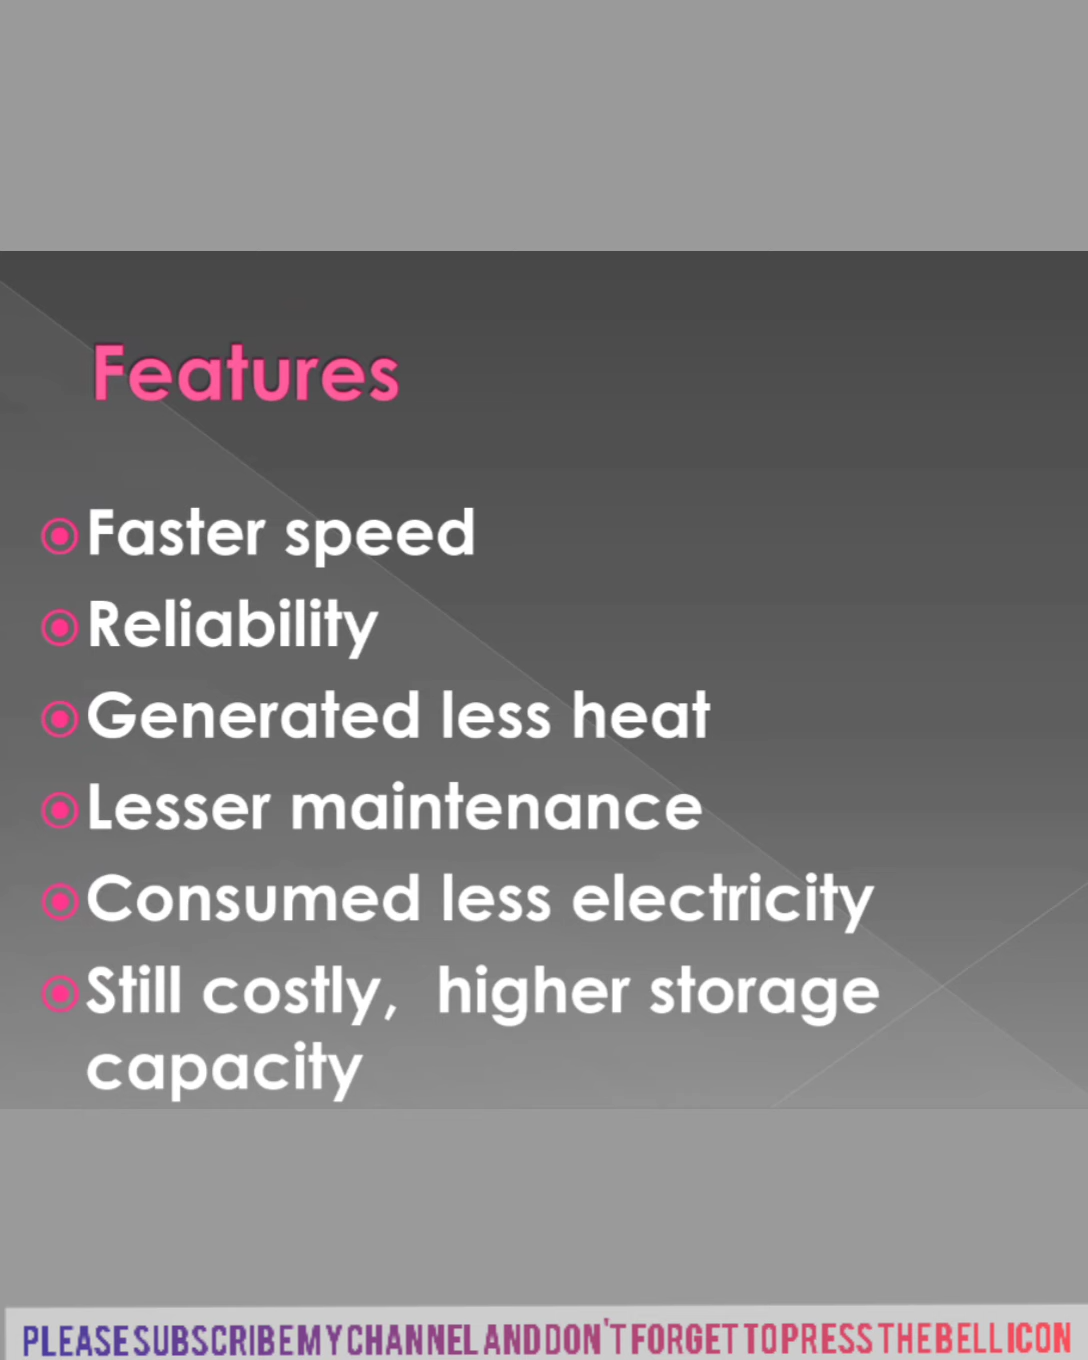 Features
Faster speed
Reliability
Generated less heat
Lesser maintenance
Consumed less electricity
Still costly, higher storage
capacity
PLEASE SUBSCRIBE MY CHANNEL AND DON'T FORGET TO PRESS THE BELL ICON